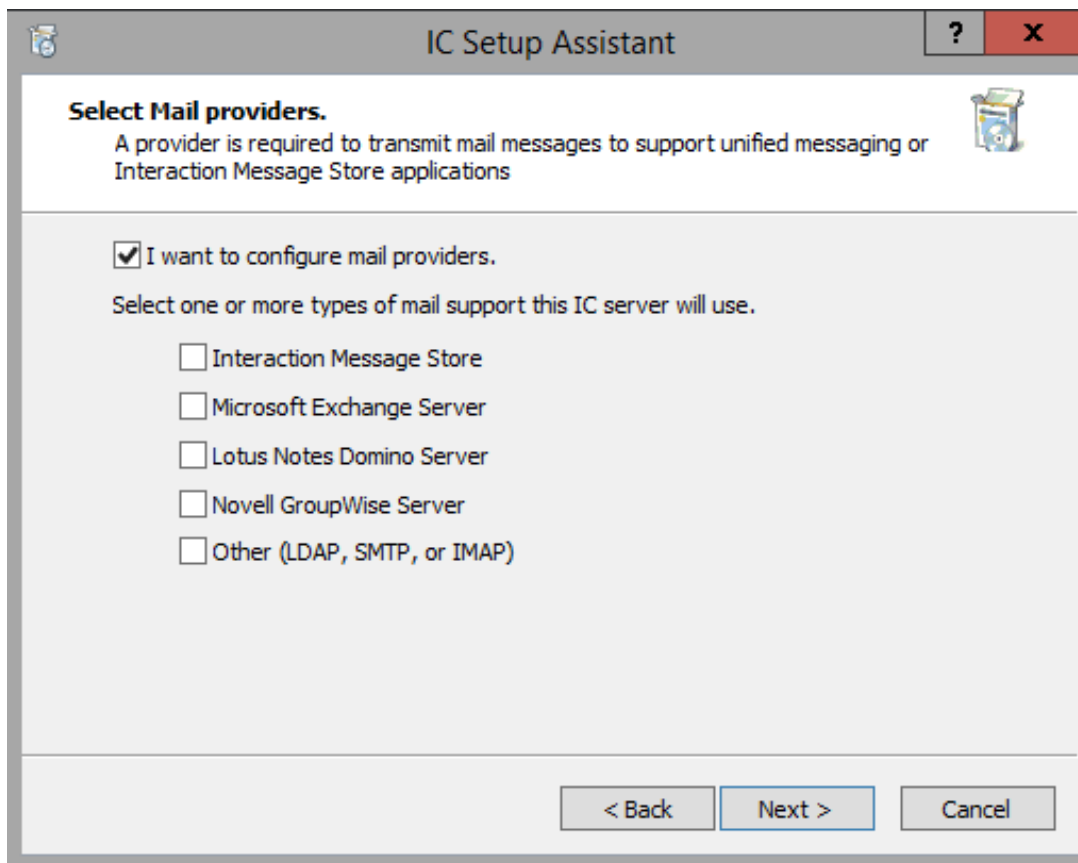 IC Setup Assistant
? x
Select Mail providers.
A provider is required to transmit mail messages to support unified messaging or
Interaction Message Store applications
I want to configure mail providers.
Select one or more types of mail support this IC server will use.
Interaction Message Store
Microsoft Exchange Server
Lotus Notes Domino Server
Novell GroupWise Server
Other (LDAP, SMTP, or IMAP)
< Back Next > Cancel